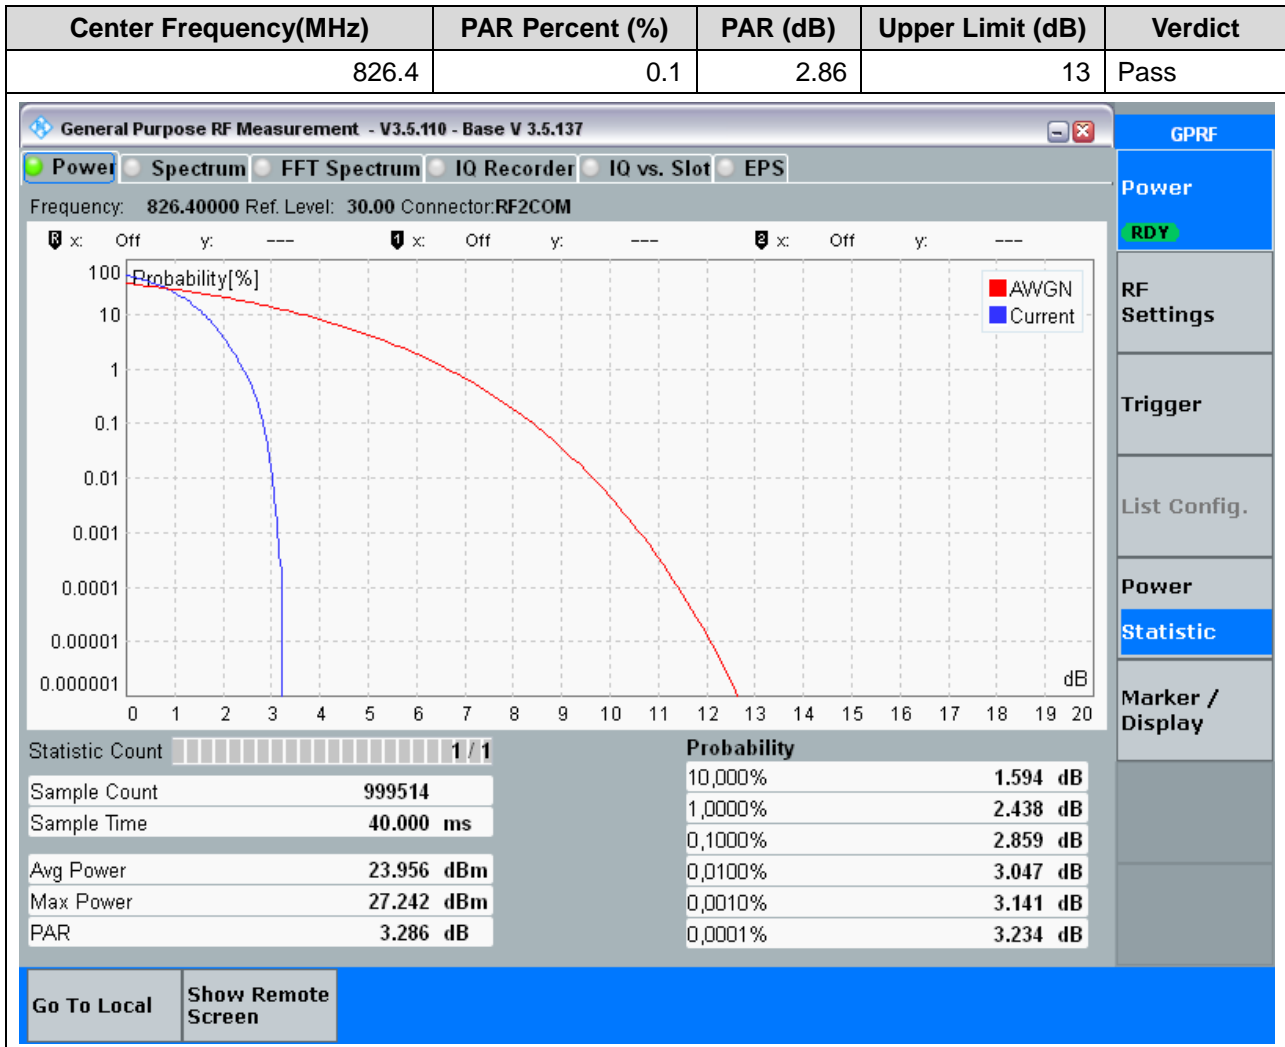 Center Frequency(MHz) PAR Percent (%) PAR (dB) Upper Limit (dB) Verdict
826.4 0.1 2.86 13 Pass
General Purpose RF Measurement - V3.5.110 - Base V 3.5.137
GPRF
Power Spectrum FFT Spectrum IQ Recorder IQ vs. Slot EPS
Power
RDY
Frequency: 826.40000 Ref. Level: 30.00 Connector:RF2COM
R x: Off y: --- 1 x: Off y: --- 2 x: Off y: ---
Probability[%]
AWGN
Current
100
10
1
0.1
0.01
0.001
0.0001
0.00001
0.000001
dB
0 1 2 3 4 5 6 7 8 9 10 11 12 13 14 15 16 17 18 19 20
RF
Settings
Trigger
List Config.
Power
Statistic
Marker /
Display
Statistic Count 1 / 1
Sample Count 999514
Sample Time 40.000 ms
Avg Power 23.956 dBm
Max Power 27.242 dBm
PAR 3.286 dB
Probability
10,000% 1.594 dB
1,0000% 2.438 dB
0,1000% 2.859 dB
0,0100% 3.047 dB
0,0010% 3.141 dB
0,0001% 3.234 dB
Go To Local
Show Remote
Screen